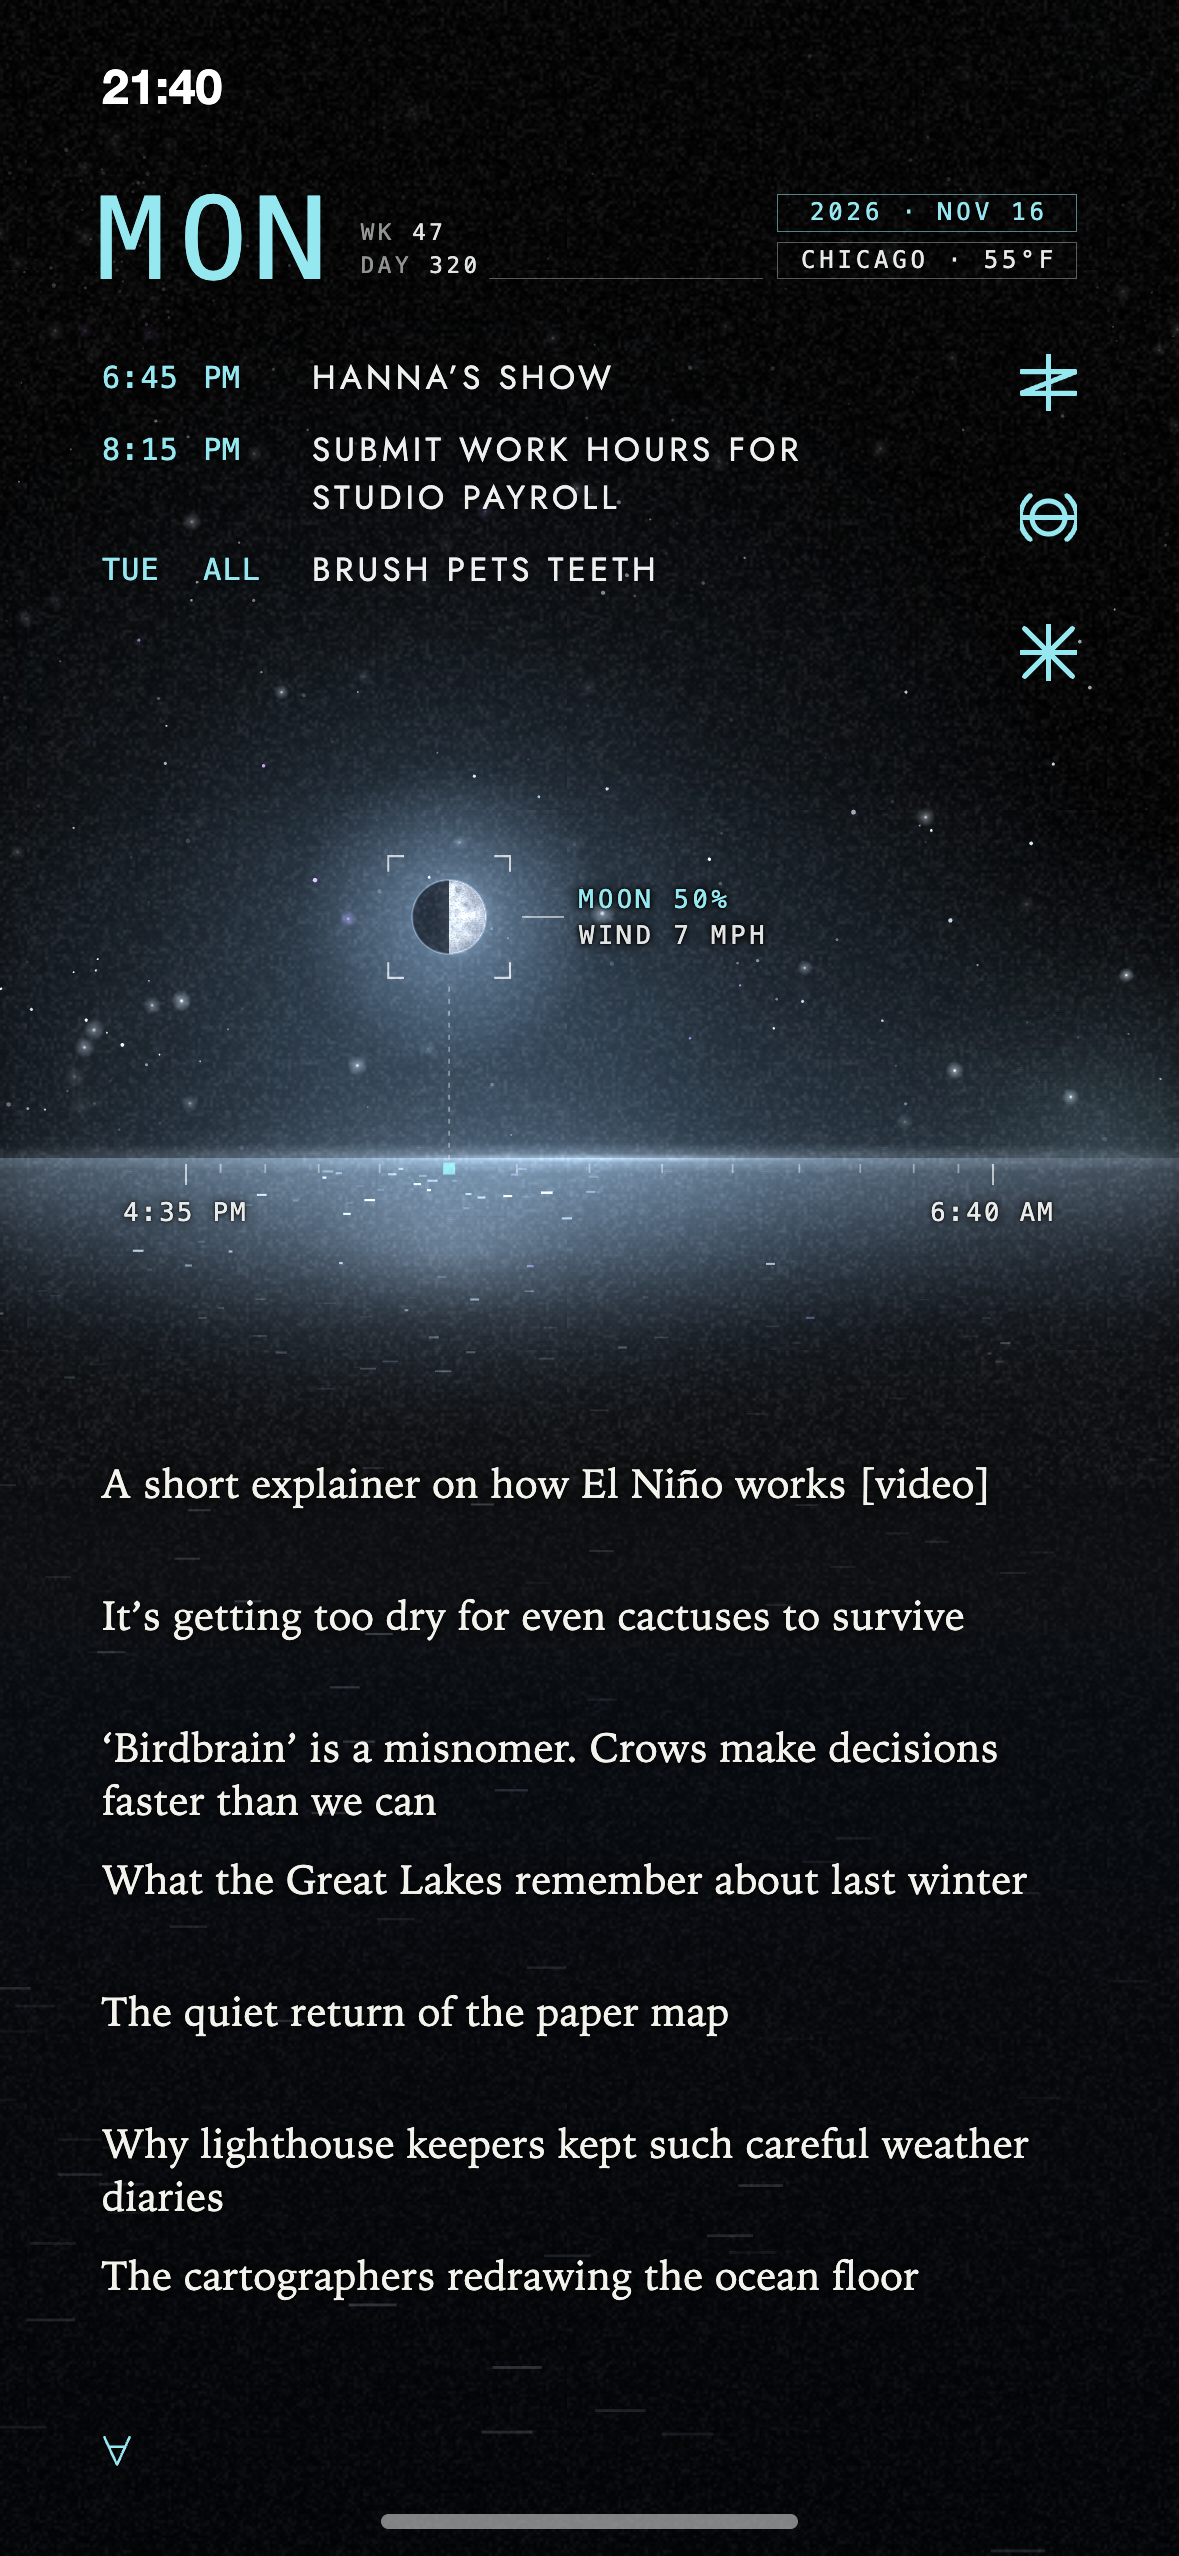 21:40
MON
WK 47
DAY 320
2026 · NOV 16
CHICAGO · 55°F
6:45 PM HANNA’S SHOW
8:15 PM SUBMIT WORK HOURS FOR
STUDIO PAYROLL
TUE ALL BRUSH PETS TEETH
MOON 50%
WIND 7 MPH
4:35 PM
6:40 AM
A short explainer on how El Niño works [video]
It’s getting too dry for even cactuses to survive
‘Birdbrain’ is a misnomer. Crows make decisions
faster than we can
What the Great Lakes remember about last winter
The quiet return of the paper map
Why lighthouse keepers kept such careful weather
diaries
The cartographers redrawing the ocean floor